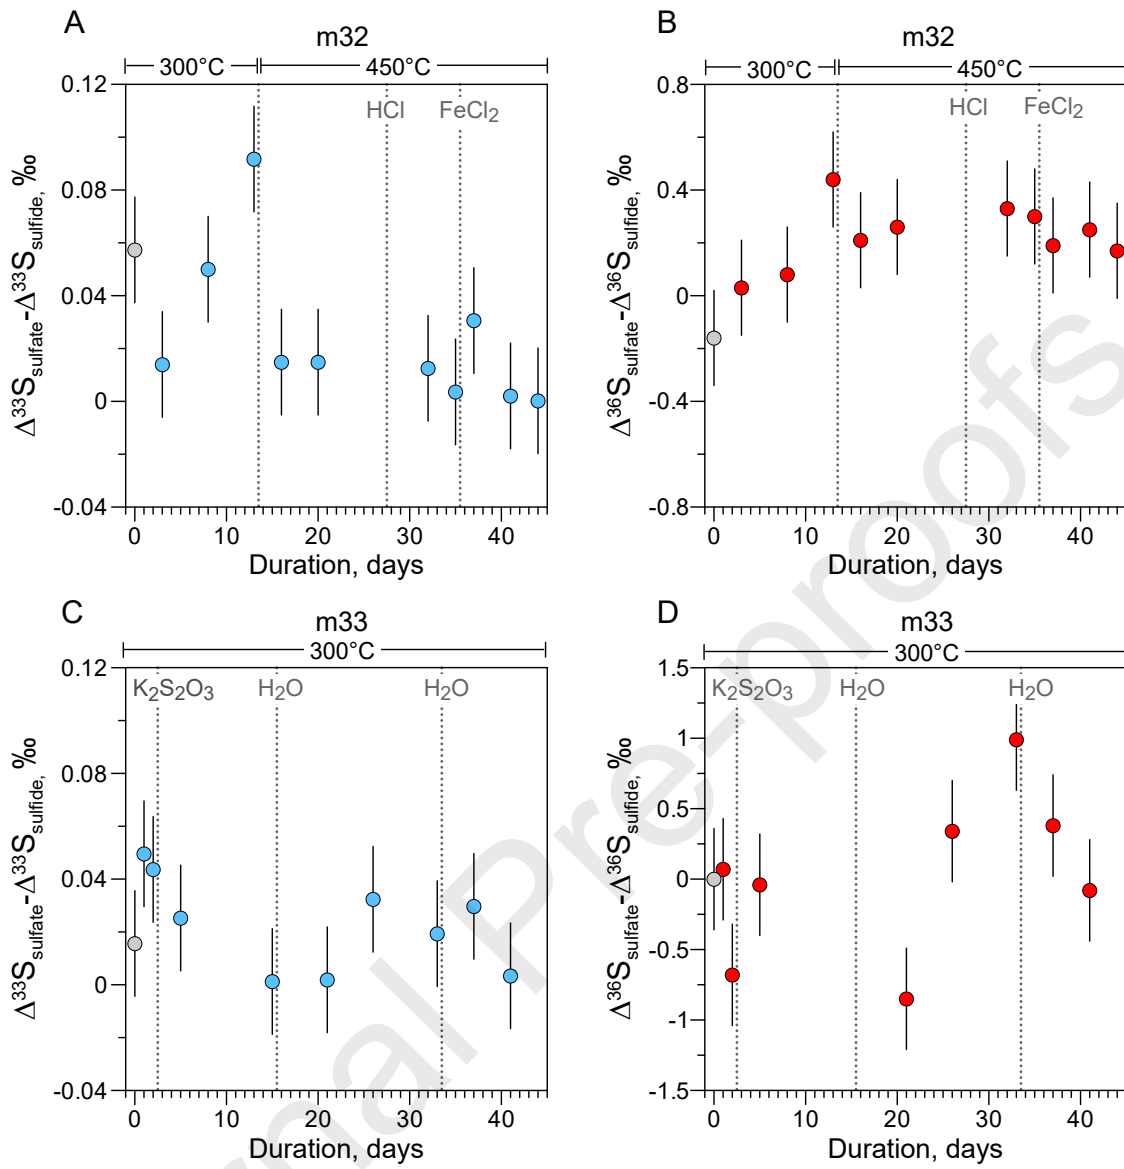 A
m32
300°C
450°C
HCl
FeCl2
0.12
0.08
0.04
0
-0.04
Δ33Ssulfate-Δ33Ssulfide, ‰
0 10 20 30 40
Duration, days
B
m32
300°C
450°C
HCl
FeCl2
0.8
0.4
0
-0.4
-0.8
Δ36Ssulfate-Δ36Ssulfide, ‰
0 10 20 30 40
Duration, days
C
m33
300°C
K2S2O3
H2O
H2O
0.12
0.08
0.04
0
-0.04
Δ33Ssulfate-Δ33Ssulfide, ‰
0 10 20 30 40
Duration, days
D
m33
300°C
K2S2O3
H2O
H2O
1.5
1
0.5
0
-0.5
-1
-1.5
Δ36Ssulfate-Δ36Ssulfide, ‰
0 10 20 30 40
Duration, days
rnal Pre-proofs